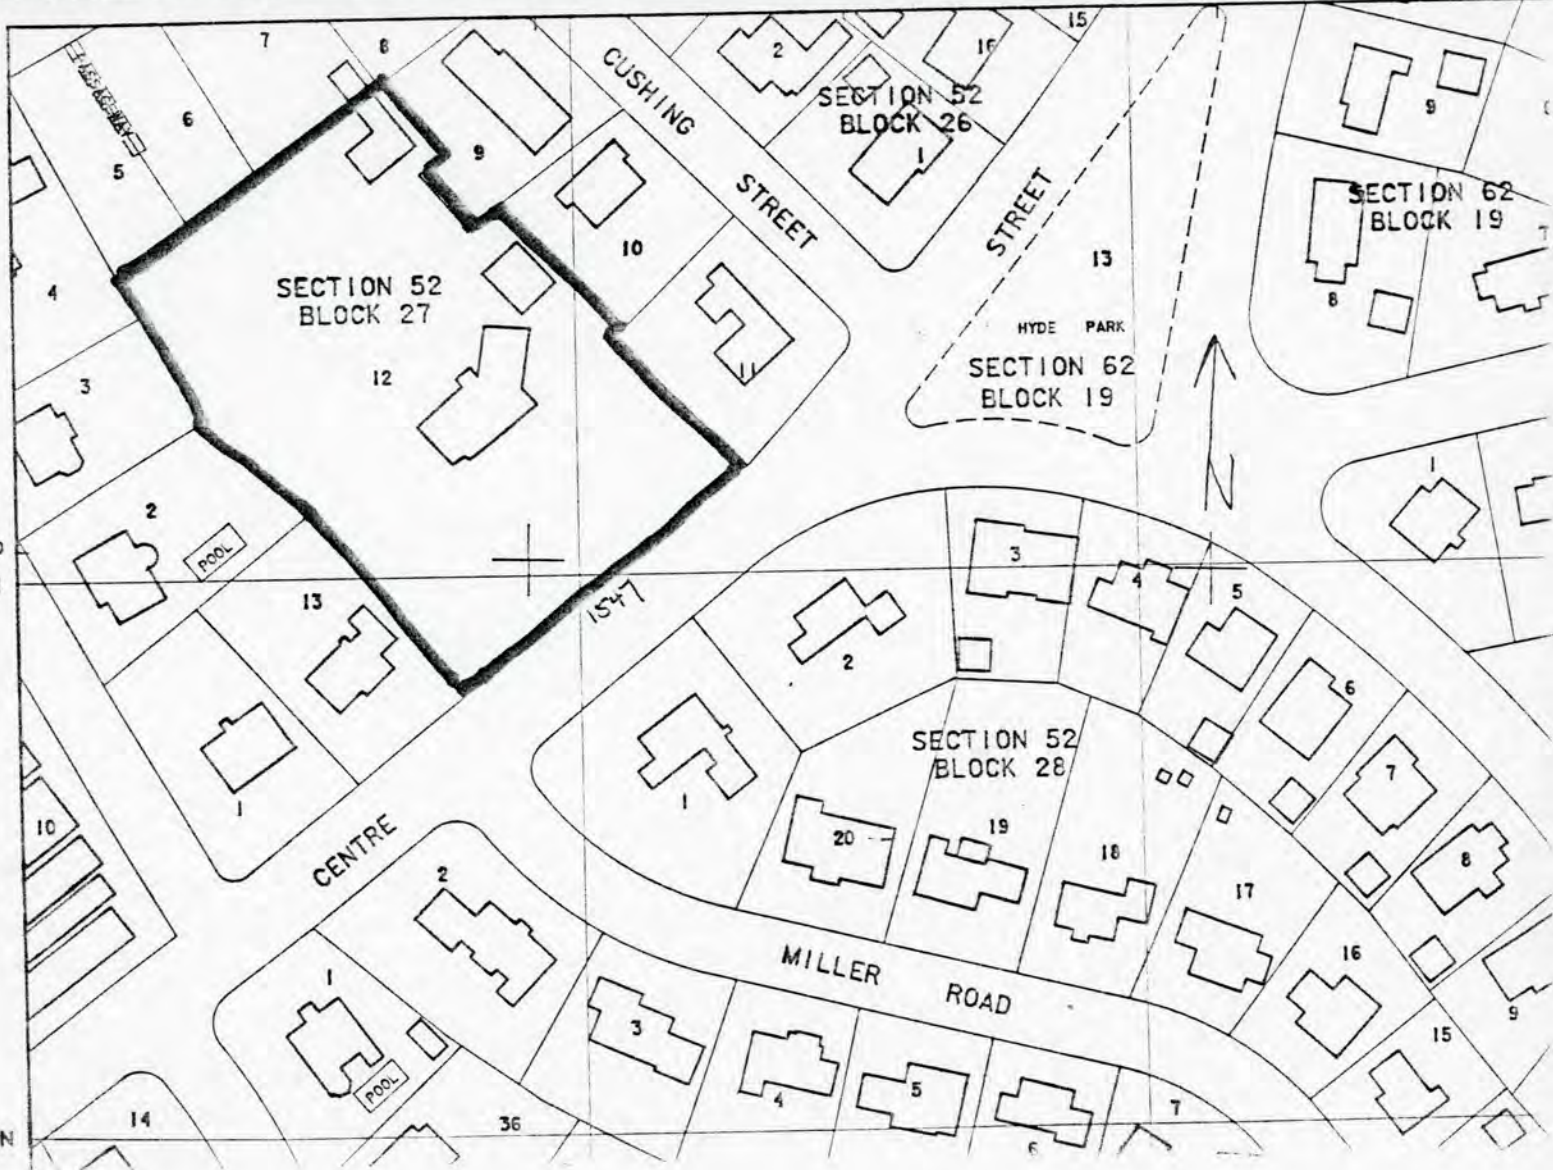 7
8
15
2
16
CUSHING
SECTION 52
BLOCK 26
9
6
9
1
5
STREET
SECTION 62
BLOCK 19
STREET
10
13
SECTION 52
BLOCK 27
4
8
HYDE PARK
SECTION 62
BLOCK 19
11
12
3
N
1
2
POOL
3
4
5
13
1547
2
6
SECTION 52
BLOCK 28
7
1
1
10
20
19
CENTRE
18
8
2
17
MILLER ROAD
16
1
3
9
15
POOL
4
5
7
14
36
6
N